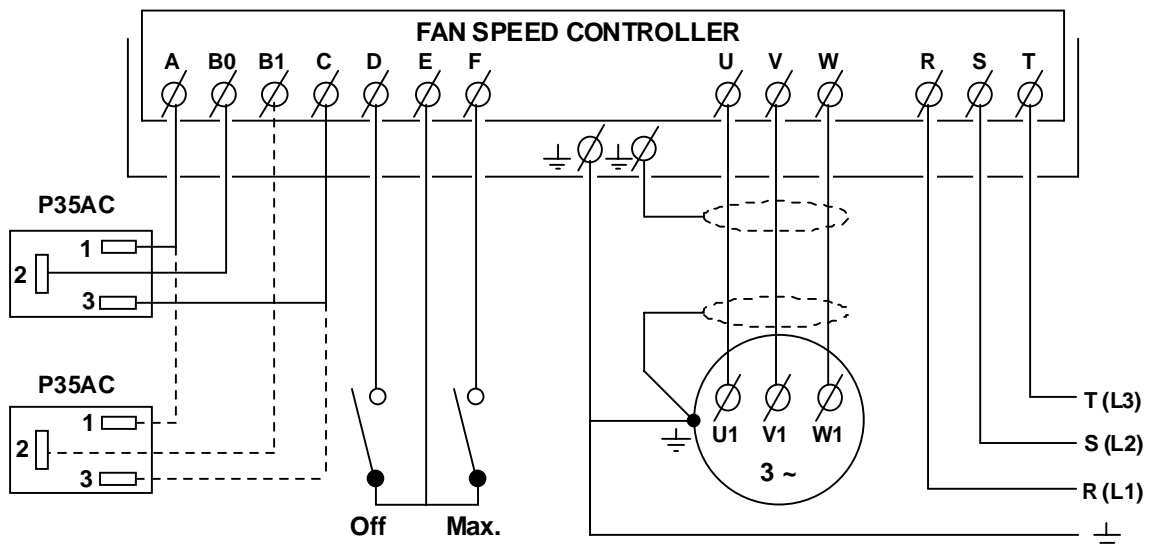 FAN SPEED CONTROLLER
A B0 B1 C D E F U V W R S T
P35AC
1
2
3
P35AC
1
2
3
Off Max.
U1 V1 W1
3 ~
T (L3)
S (L2)
R (L1)